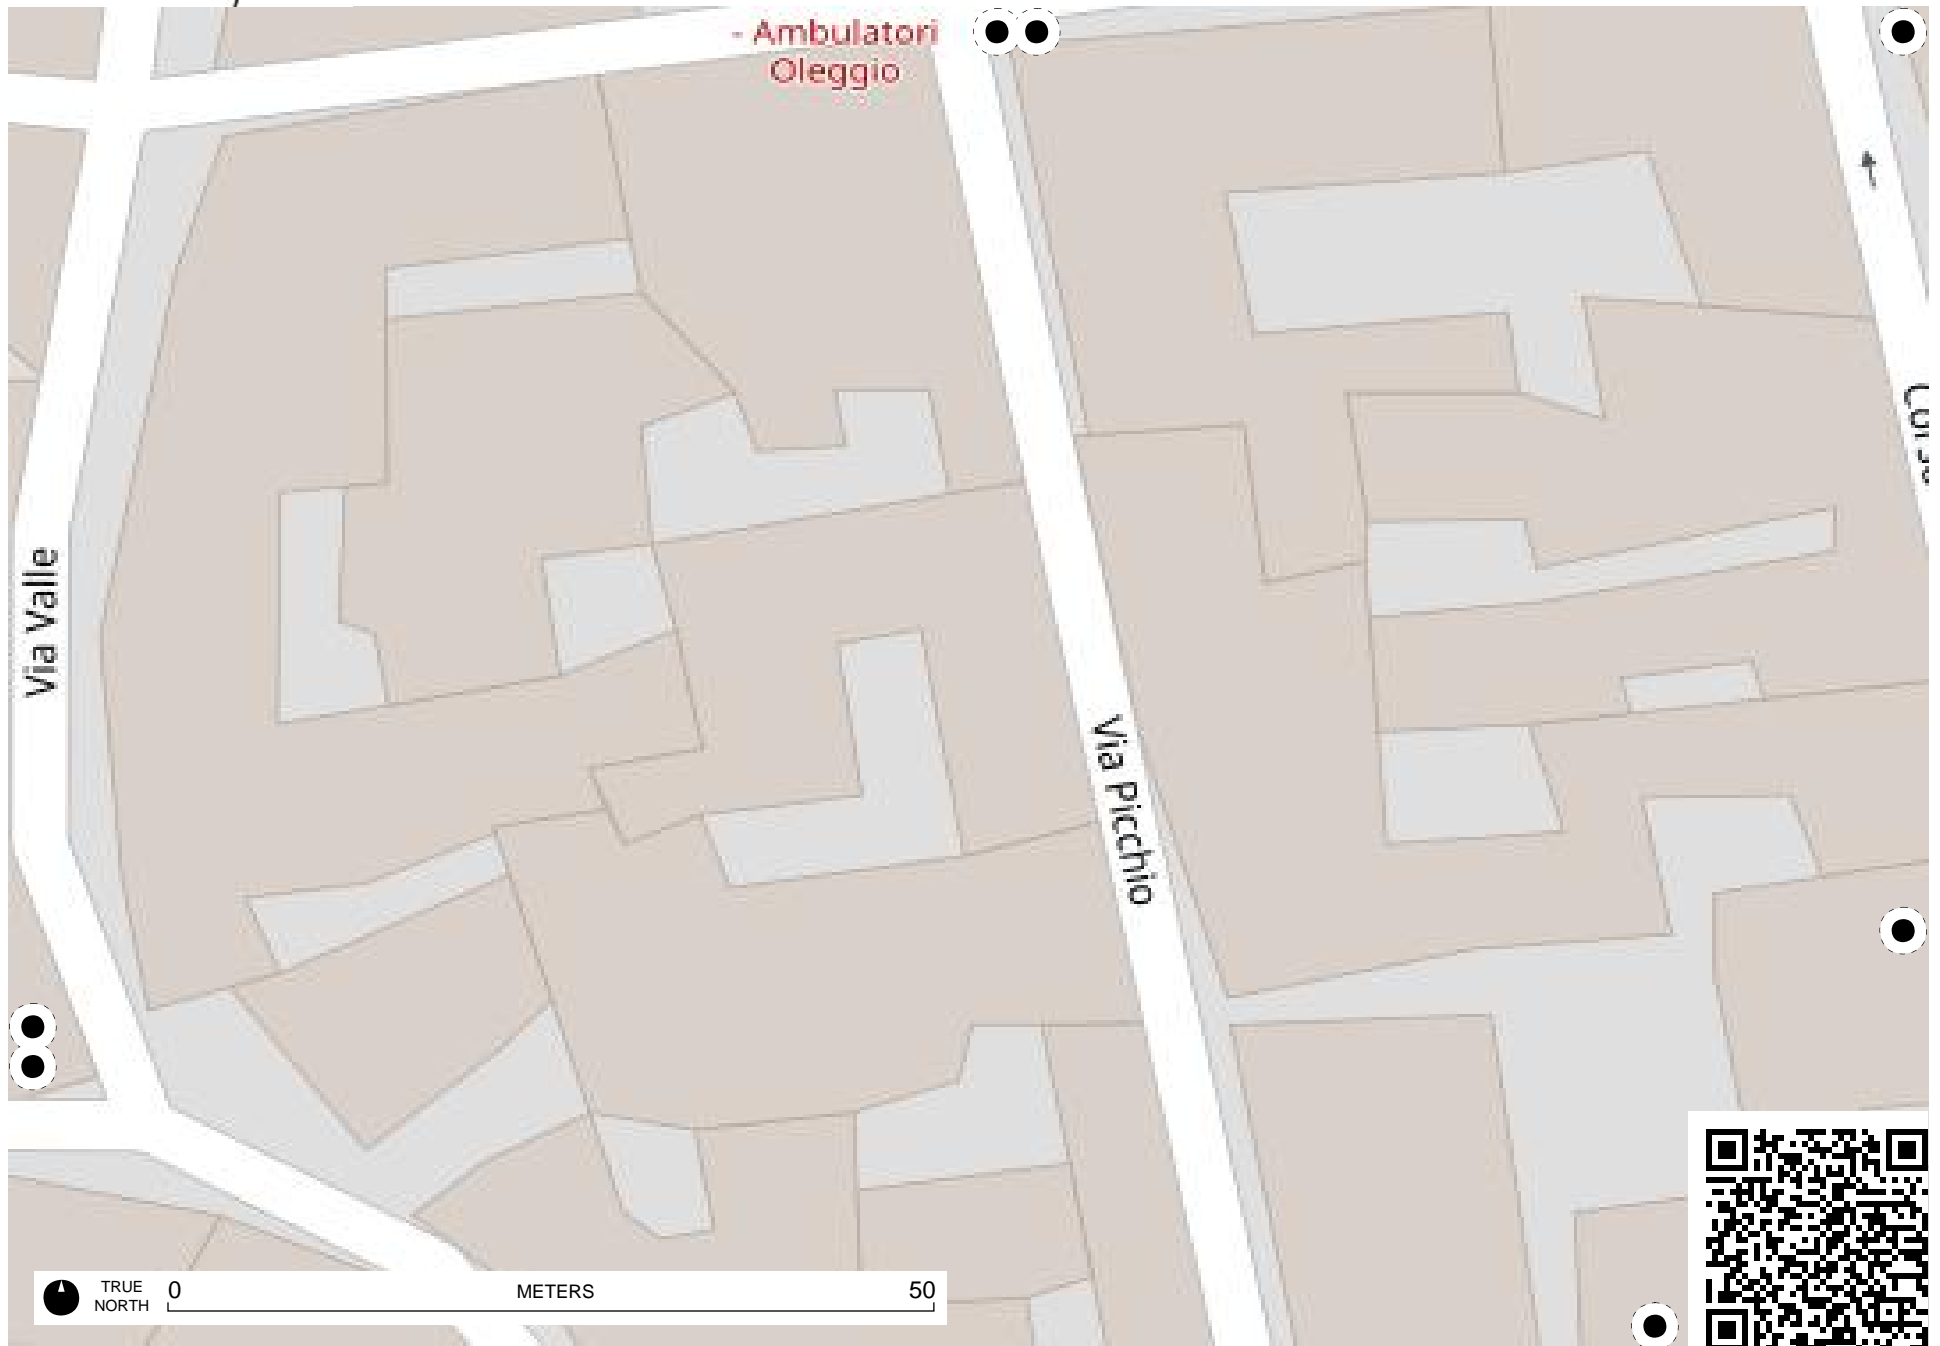 - Ambulatori
Oleggio
Via Valle
Via Picchio
TRUE
NORTH
0
METERS
50